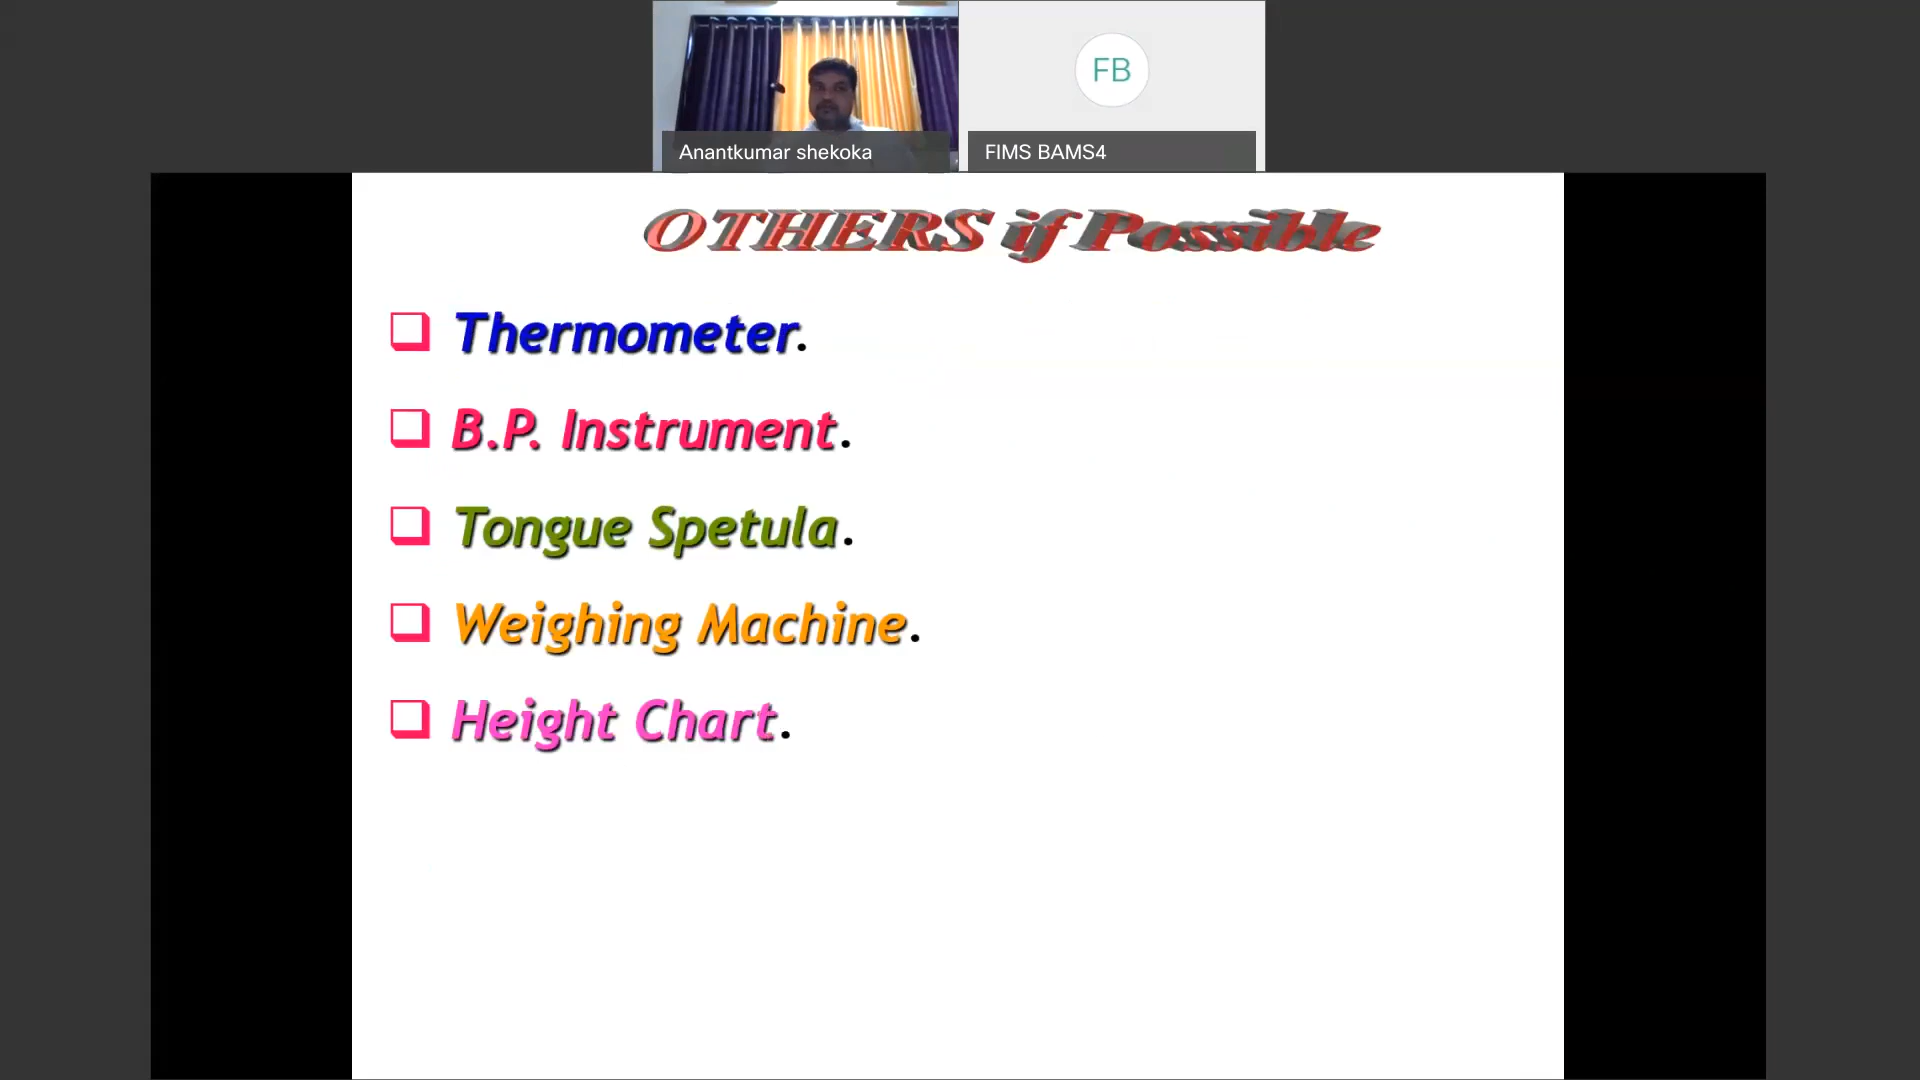 FB
Anantkumar shekoka
FIMS BAMS4
OTHERS if Possible
Thermometer.
B.P. Instrument.
Tongue Spetula.
Weighing Machine.
Height Chart.